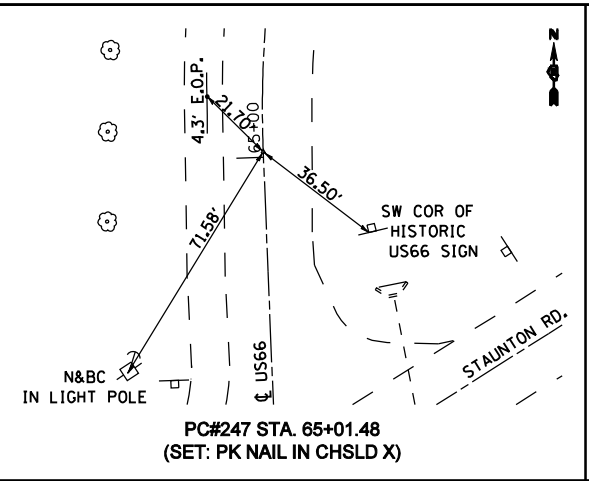 N
4.3' E.O.P.
21.70'
65+00
36.50'
71.58'
SW COR OF
HISTORIC
US66 SIGN
STAUNTON RD.
℄ US66
N&BC
IN LIGHT POLE
PC#247 STA. 65+01.48
(SET: PK NAIL IN CHSLD X)